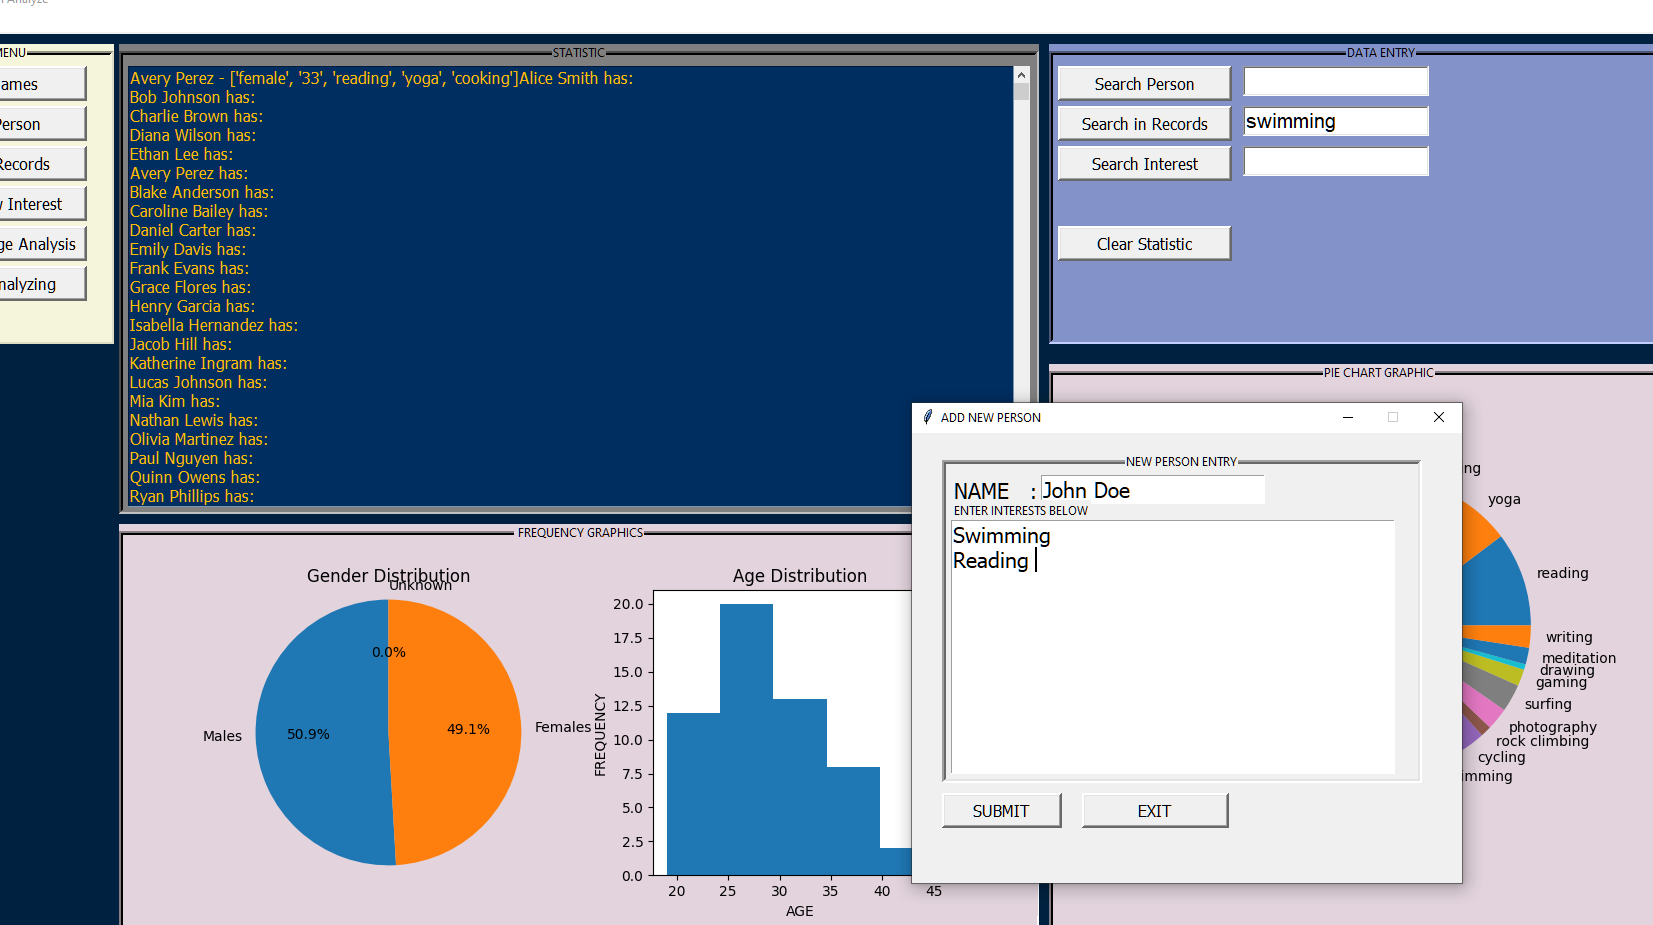 Analyze
MENU
ames
Person
Records
w Interest
ge Analysis
nalyzing
STATISTIC
Avery Perez - ['female', '33', 'reading', 'yoga', 'cooking']Alice Smith has:
Bob Johnson has:
Charlie Brown has:
Diana Wilson has:
Ethan Lee has:
Avery Perez has:
Blake Anderson has:
Caroline Bailey has:
Daniel Carter has:
Emily Davis has:
Frank Evans has:
Grace Flores has:
Henry Garcia has:
Isabella Hernandez has:
Jacob Hill has:
Katherine Ingram has:
Lucas Johnson has:
Mia Kim has:
Nathan Lewis has:
Olivia Martinez has:
Paul Nguyen has:
Quinn Owens has:
Ryan Phillips has:
DATA ENTRY
Search Person
Search in Records swimming
Search Interest
Clear Statistic
FREQUENCY GRAPHICS
Gender Distribution
Unknown
0.0%
Males
50.9%
49.1%
Females
Age Distribution
FREQUENCY
20.0
17.5
15.0
12.5
10.0
7.5
5.0
2.5
0.0
20 25 30 35 40 45
AGE
PIE CHART GRAPHIC
ng
yoga
reading
writing
meditation
drawing
gaming
surfing
photography
rock climbing
cycling
imming
ADD NEW PERSON
NEW PERSON ENTRY
NAME : John Doe
ENTER INTERESTS BELOW
Swimming
Reading
SUBMIT EXIT